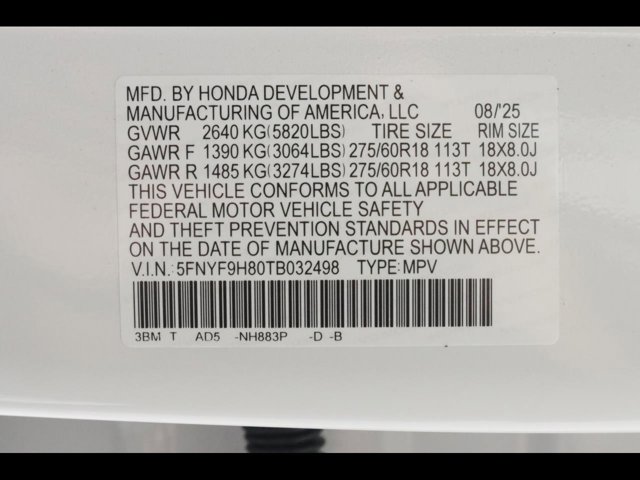 MFD. BY HONDA DEVELOPMENT &
MANUFACTURING OF AMERICA, LLC 08/'25
GVWR 2640 KG(5820LBS) TIRE SIZE RIM SIZE
GAWR F 1390 KG(3064LBS) 275/60R18 113T 18X8.0J
GAWR R 1485 KG(3274LBS) 275/60R18 113T 18X8.0J
THIS VEHICLE CONFORMS TO ALL APPLICABLE
FEDERAL MOTOR VEHICLE SAFETY
AND THEFT PREVENTION STANDARDS IN EFFECT
ON THE DATE OF MANUFACTURE SHOWN ABOVE.
V.I.N.: 5FNYF9H80TB032498 TYPE: MPV
3BM T AD5 -NH883P -D -B